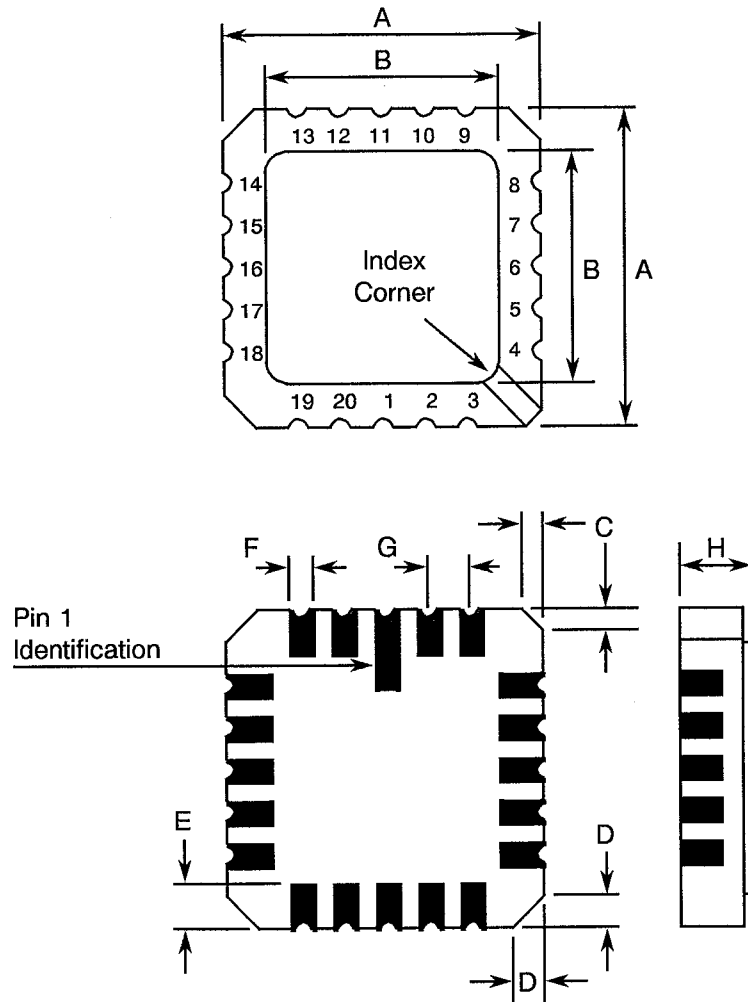 A
B
13 12 11 10 9
14 8
15 7
16 6
17 5
18 4
Index
Corner
B A
19 20 1 2 3
F G C H
Pin 1
Identification
E D
D